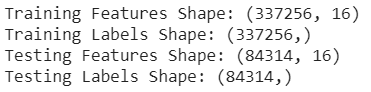 Training Features Shape: (337256, 16)
Training Labels Shape: (337256,)
Testing Features Shape: (84314, 16)
Testing Labels Shape: (84314,)